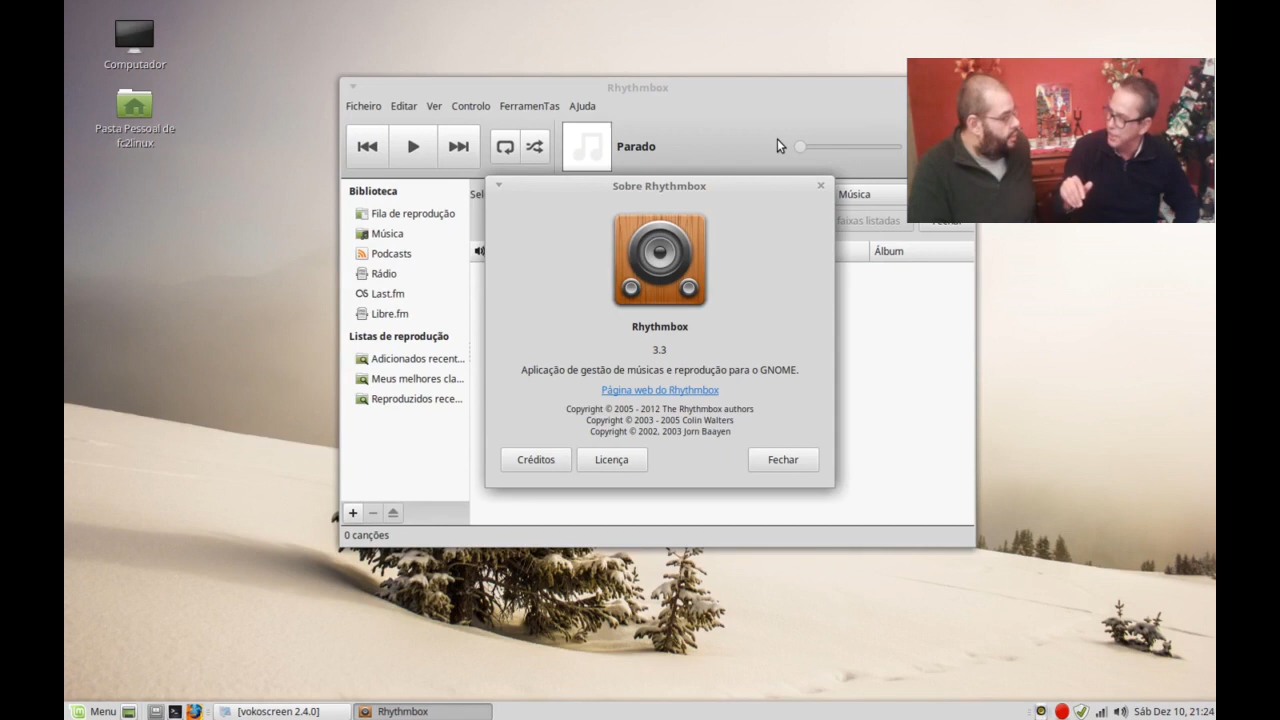 Computador
Pasta Pessoal de
fc2linux
Rhythmbox
Ficheiro Editar Ver Controlo FerramenTas AJuda
Parado
Biblioteca
Fila de reprodução
Música
Podcasts
Rádio
Last.fm
Libre.fm
Listas de reprodução
Adicionados recent...
Meus melhores cla...
Reproduzidos rece...
0 canções
Sel
Música
faixas listadas
Álbum
Sobre Rhythmbox
Rhythmbox
3.3
Aplicação de gestão de músicas e reprodução para o GNOME.
Página web do Rhythmbox
Copyright © 2005 - 2012 The Rhythmbox authors
Copyright © 2003 - 2005 Colin Walters
Copyright © 2002, 2003 Jorn Baayen
Créditos Licença Fechar
Menu [vokoscreen 2.4.0] Rhythmbox Sáb Dez 10, 21:24